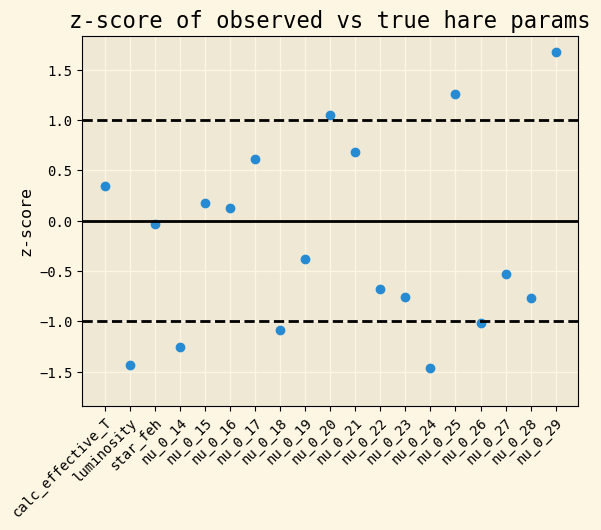 z-score of observed vs true hare params
z-score
1.5
1.0
0.5
0.0
−0.5
−1.0
−1.5
calc_effective_T
luminosity
star_feh
nu_0_14
nu_0_15
nu_0_16
nu_0_17
nu_0_18
nu_0_19
nu_0_20
nu_0_21
nu_0_22
nu_0_23
nu_0_24
nu_0_25
nu_0_26
nu_0_27
nu_0_28
nu_0_29